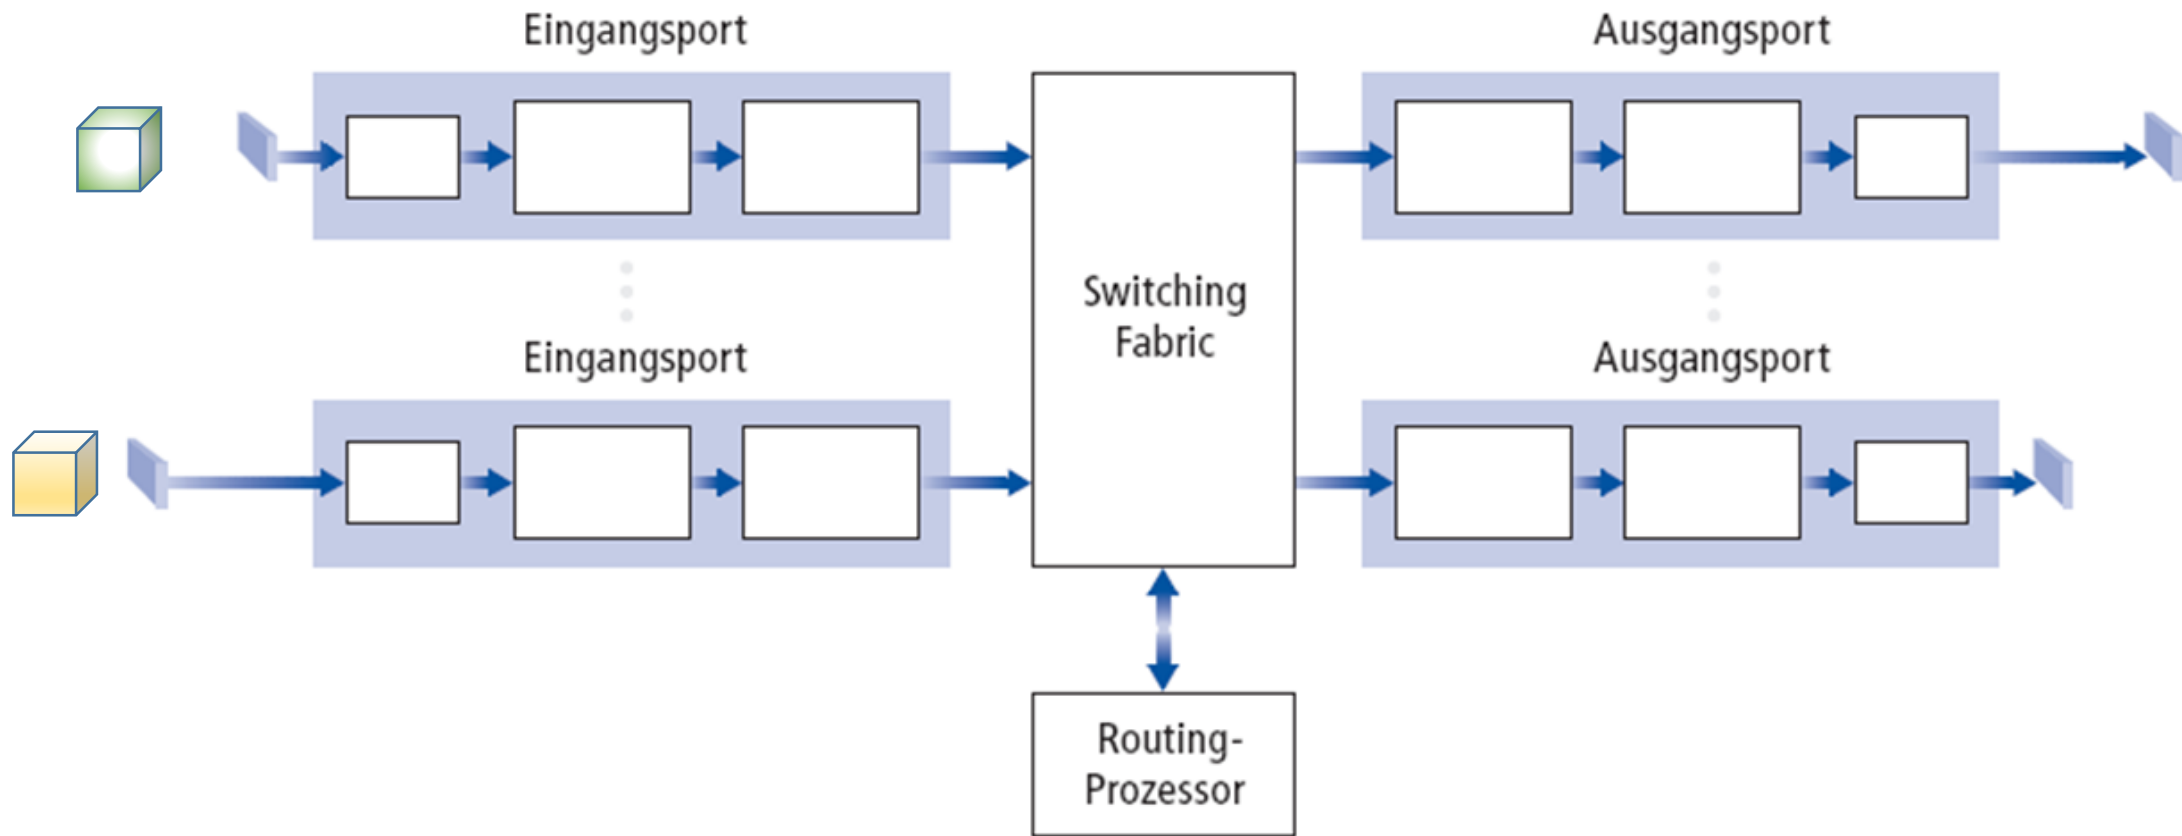 Eingangsport
Ausgangsport
Switching
Fabric
Eingangsport
Ausgangsport
Routing-
Prozessor